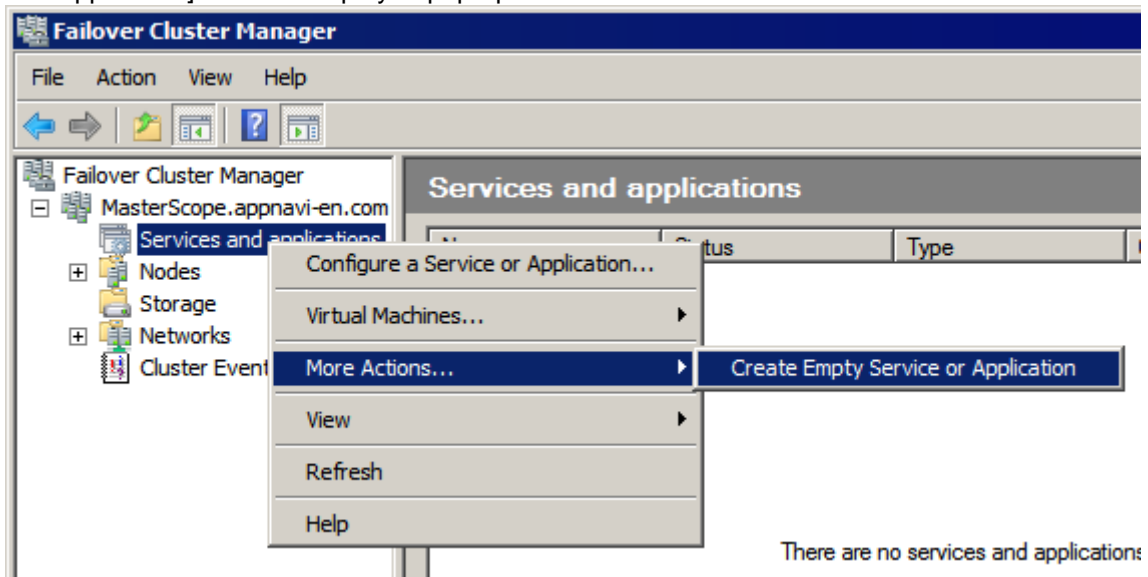 Failover Cluster Manager
File Action View Help
Failover Cluster Manager
MasterScope.appnavi-en.com
Services and applications
Nodes
Storage
Networks
Cluster Event
Services and applications
Status Type
Configure a Service or Application...
Virtual Machines...
More Actions...
Create Empty Service or Application
View
Refresh
Help
There are no services and applications